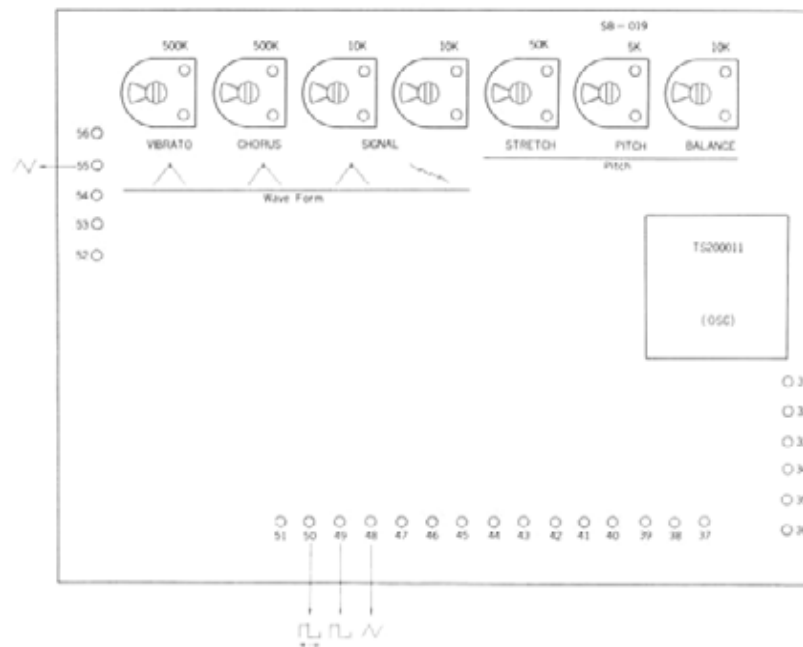 SB-019
500K 500K 10K 10K 50K 5K 10K
VIBRATO CHORUS SIGNAL STRETCH PITCH BALANCE
Wave Form
Pitch
56
55
54
53
52
TS200011
(OSC)
51 50 49 48 47 46 45 44 43 42 41 40 39 38 37